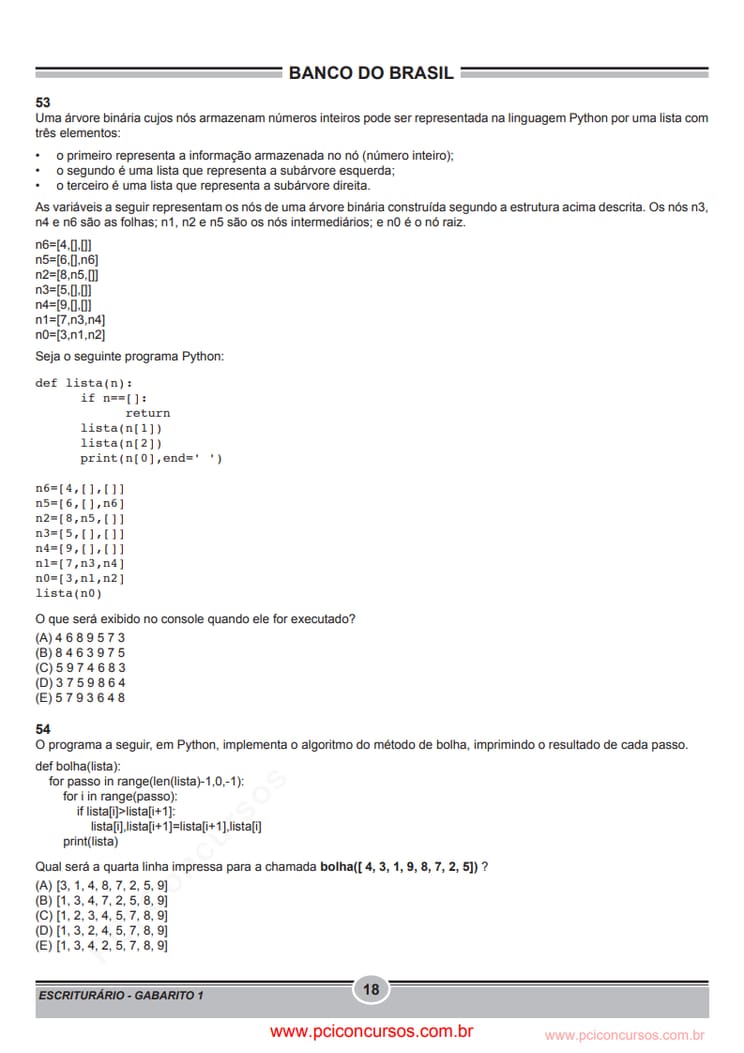 BANCO DO BRASIL
53
Uma árvore binária cujos nós armazenam números inteiros pode ser representada na linguagem Python por uma lista com
três elementos:
• o primeiro representa a informação armazenada no nó (número inteiro);
• o segundo é uma lista que representa a subárvore esquerda;
• o terceiro é uma lista que representa a subárvore direita.
As variáveis a seguir representam os nós de uma árvore binária construída segundo a estrutura acima descrita. Os nós n3,
n4 e n6 são as folhas; n1, n2 e n5 são os nós intermediários; e n0 é o nó raiz.
n6=[4,[],[]]
n5=[6,[],n6]
n2=[8,n5,[]]
n3=[5,[],[]]
n4=[9,[],[]]
n1=[7,n3,n4]
n0=[3,n1,n2]
Seja o seguinte programa Python:
def lista(n):
if n==[]:
return
lista(n[1])
lista(n[2])
print(n[0],end=' ')
n6=[4,[],[]]
n5=[6,[],n6]
n2=[8,n5,[]]
n3=[5,[],[]]
n4=[9,[],[]]
n1=[7,n3,n4]
n0=[3,n1,n2]
lista(n0)
O que será exibido no console quando ele for executado?
(A) 4 6 8 9 5 7 3
(B) 8 4 6 3 9 7 5
(C) 5 9 7 4 6 8 3
(D) 3 7 5 9 8 6 4
(E) 5 7 9 3 6 4 8
54
O programa a seguir, em Python, implementa o algoritmo do método de bolha, imprimindo o resultado de cada passo.
def bolha(lista):
for passo in range(len(lista)-1,0,-1):
for i in range(passo):
if lista[i]>lista[i+1]:
lista[i],lista[i+1]=lista[i+1],lista[i]
print(lista)
Qual será a quarta linha impressa para a chamada bolha([ 4, 3, 1, 9, 8, 7, 2, 5]) ?
(A) [3, 1, 4, 8, 7, 2, 5, 9]
(B) [1, 3, 4, 7, 2, 5, 8, 9]
(C) [1, 2, 3, 4, 5, 7, 8, 9]
(D) [1, 3, 2, 4, 5, 7, 8, 9]
(E) [1, 3, 4, 2, 5, 7, 8, 9]
ESCRITURÁRIO - GABARITO 1
18
www.pciconcursos.com.br
www.pciconcursos.com.br